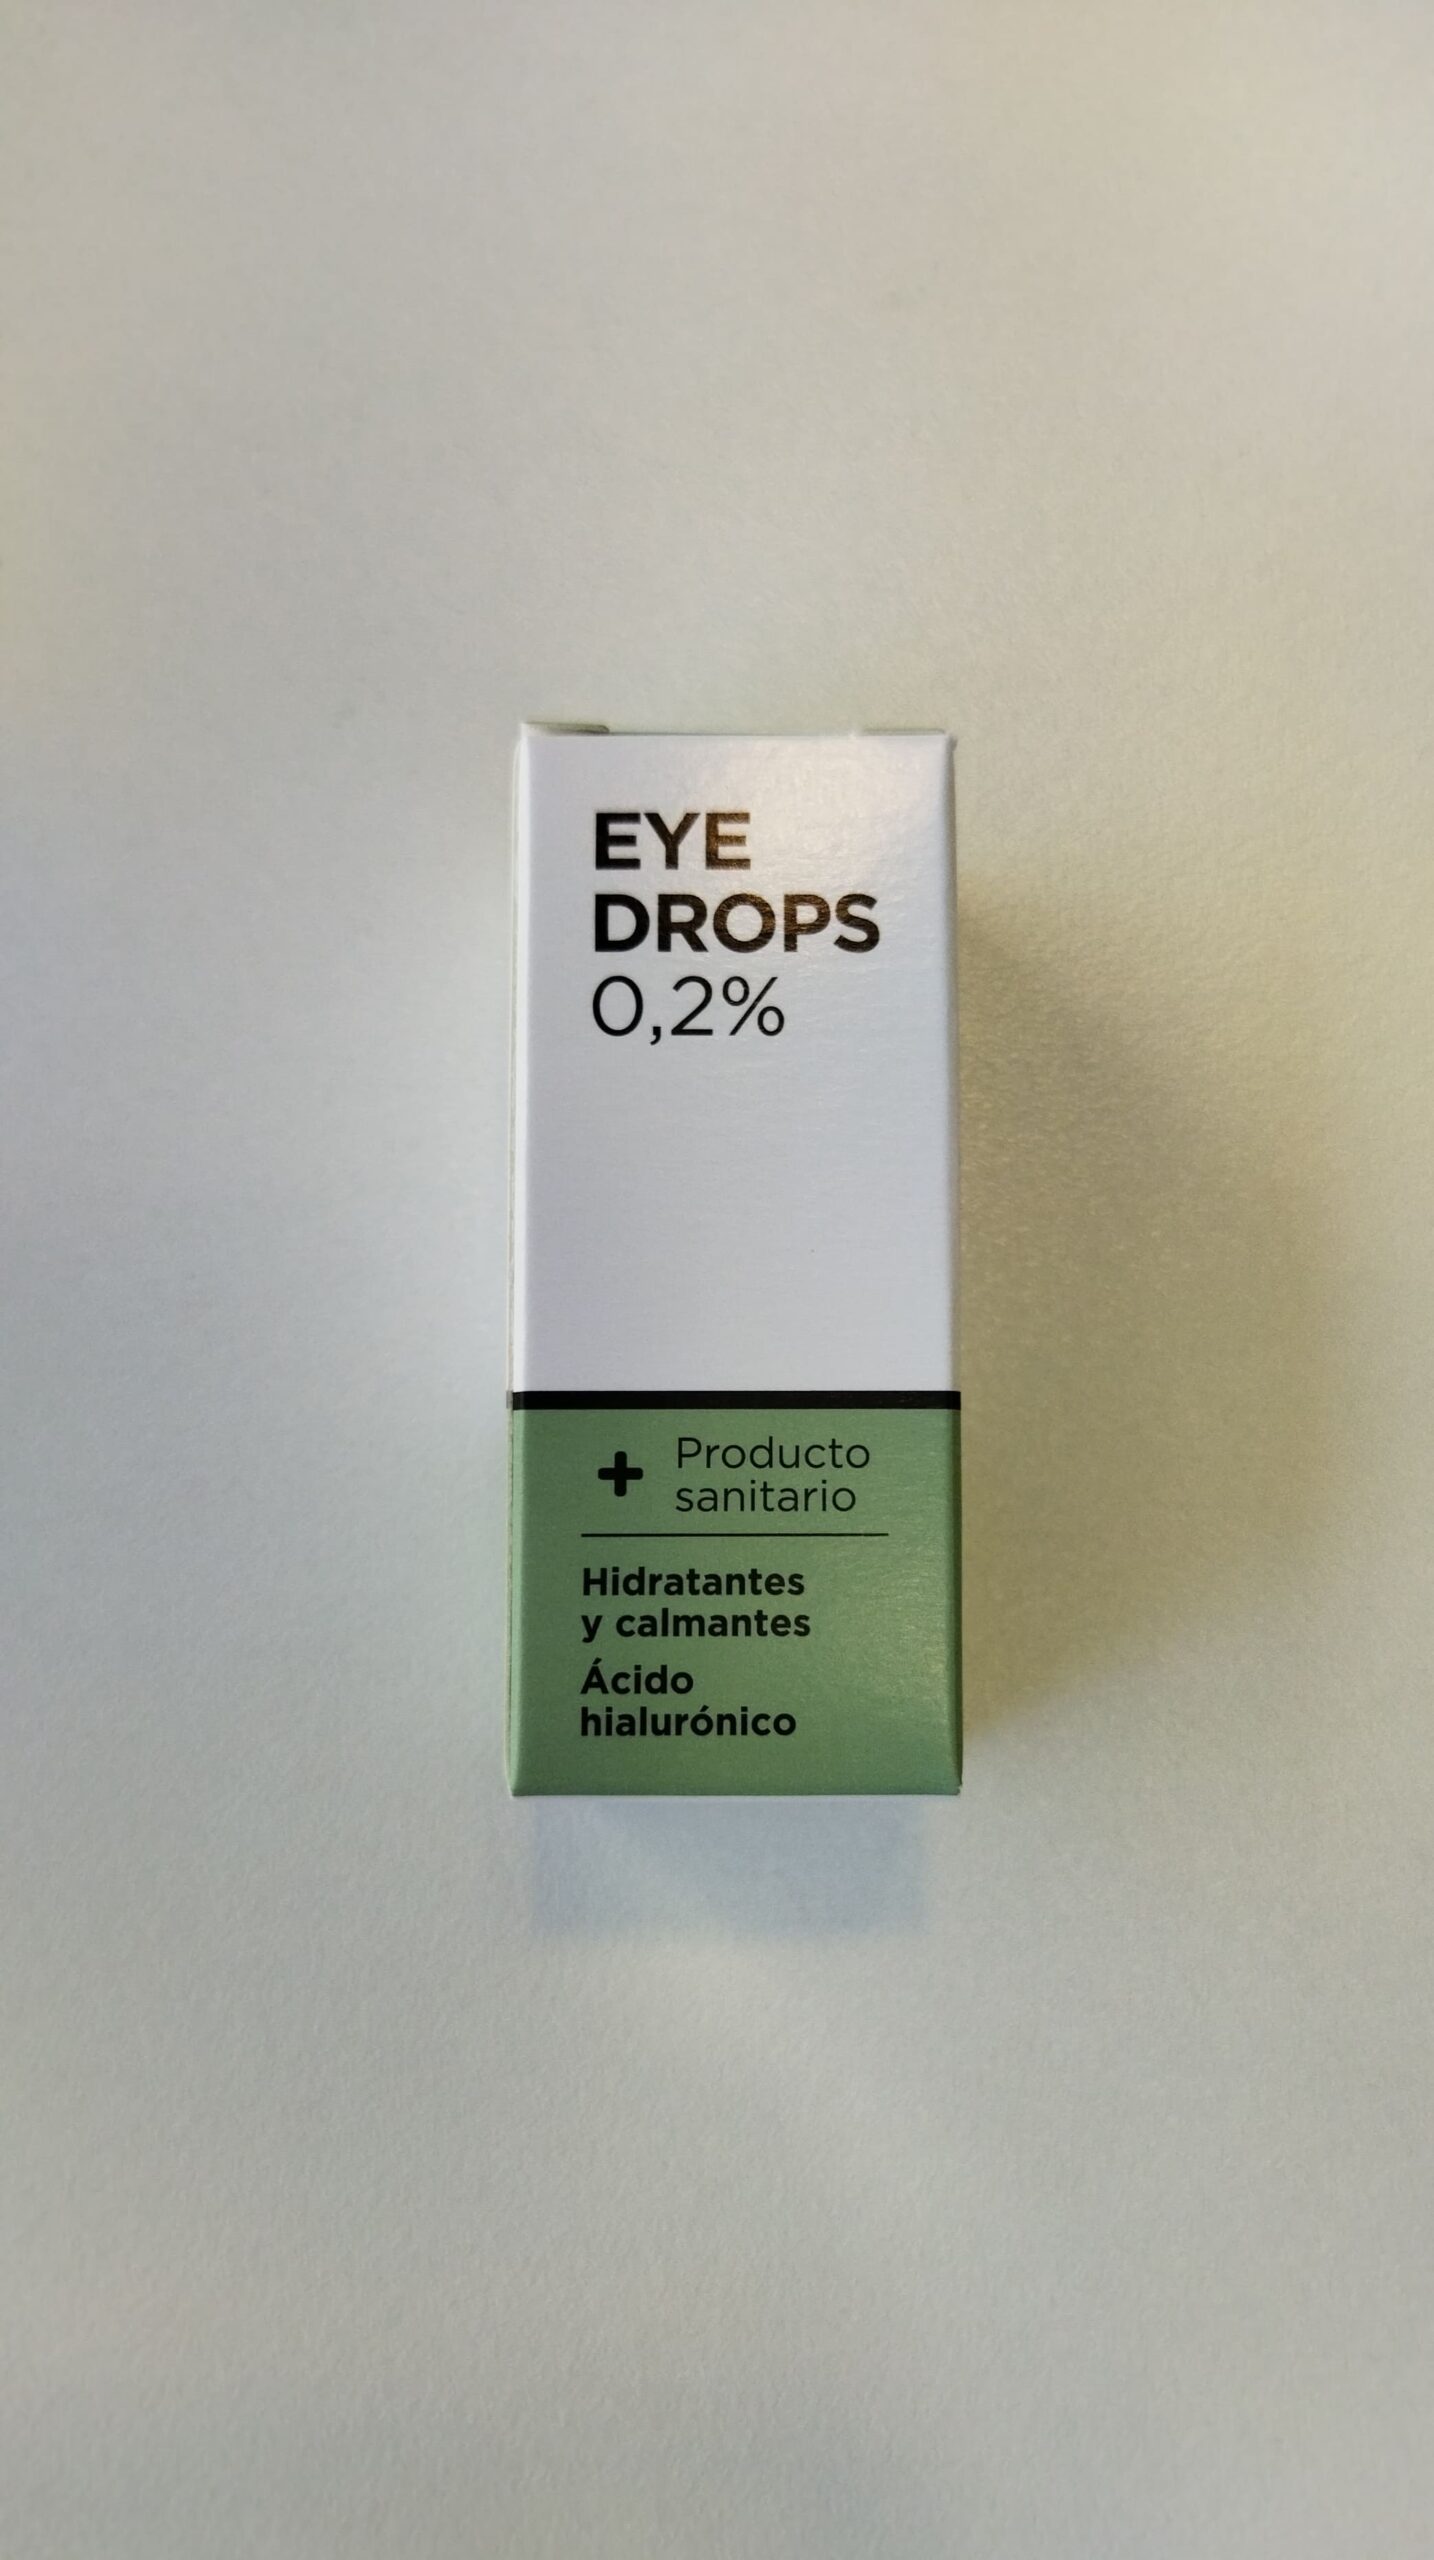 EYE
DROPS
0,2%
Producto
sanitario
Hidratantes
y calmantes
Ácido
hialurónico